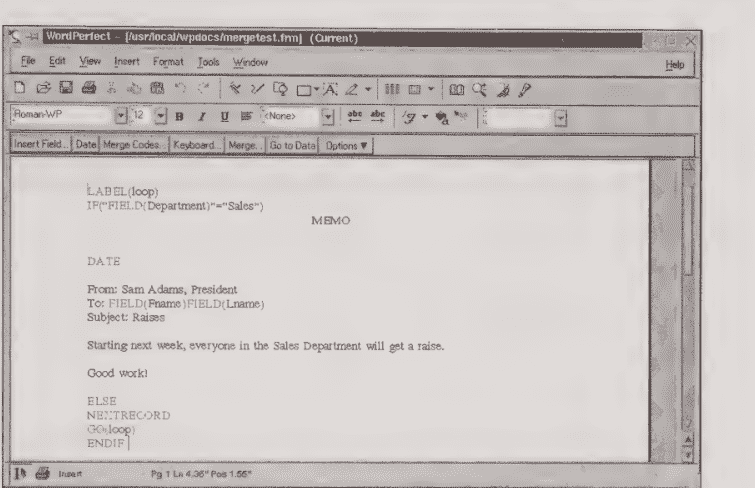 WordPerfect - [/usr/local/wpdocs/mergetest.frm] (Current)
File Edit View Insert Format Tools Window Help
Roman-WP 12 B I U <None> abc abc
Insert Field... Date Merge Codes... Keyboard... Merge... Go to Data Options
LABEL(loop)
IF("FIELD(Department)"="Sales")
MEMO
DATE
From: Sam Adams, President
To: FIELD(Fname)FIELD(Lname)
Subject: Raises
Starting next week, everyone in the Sales Department will get a raise.
Good work!
ELSE
NEXTRECORD
GO(loop)
ENDIF
Insert Pg 1 Ln 4.36" Pos 1.55"